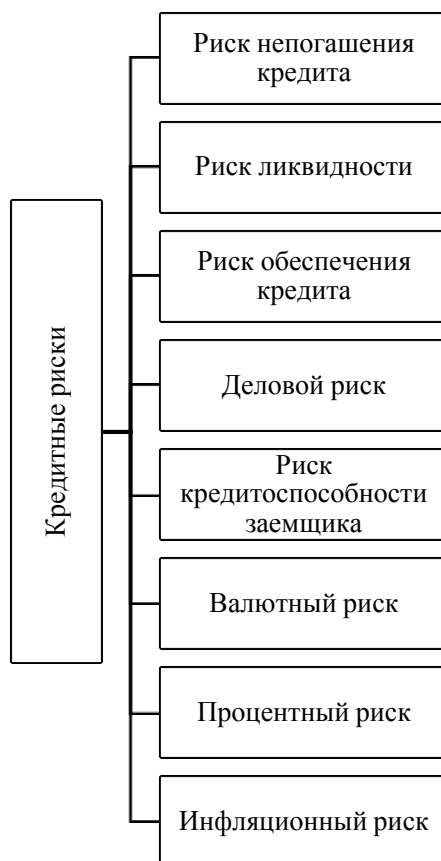 Кредитные риски
Риск непогашения
кредита
Риск ликвидности
Риск обеспечения
кредита
Деловой риск
Риск
кредитоспособности
заемщика
Валютный риск
Процентный риск
Инфляционный риск